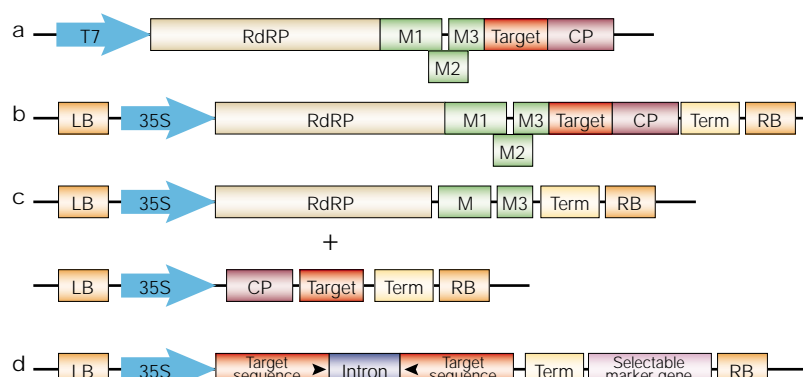 a T7 RdRP M1 M3 Target CP
M2
b LB 35S RdRP M1 M3 Target CP Term RB
M2
c LB 35S RdRP M M3 Term RB
+
LB 35S CP Target Term RB
d LB 35S Target sequence Intron Target sequence Term Selectable marker gene RB